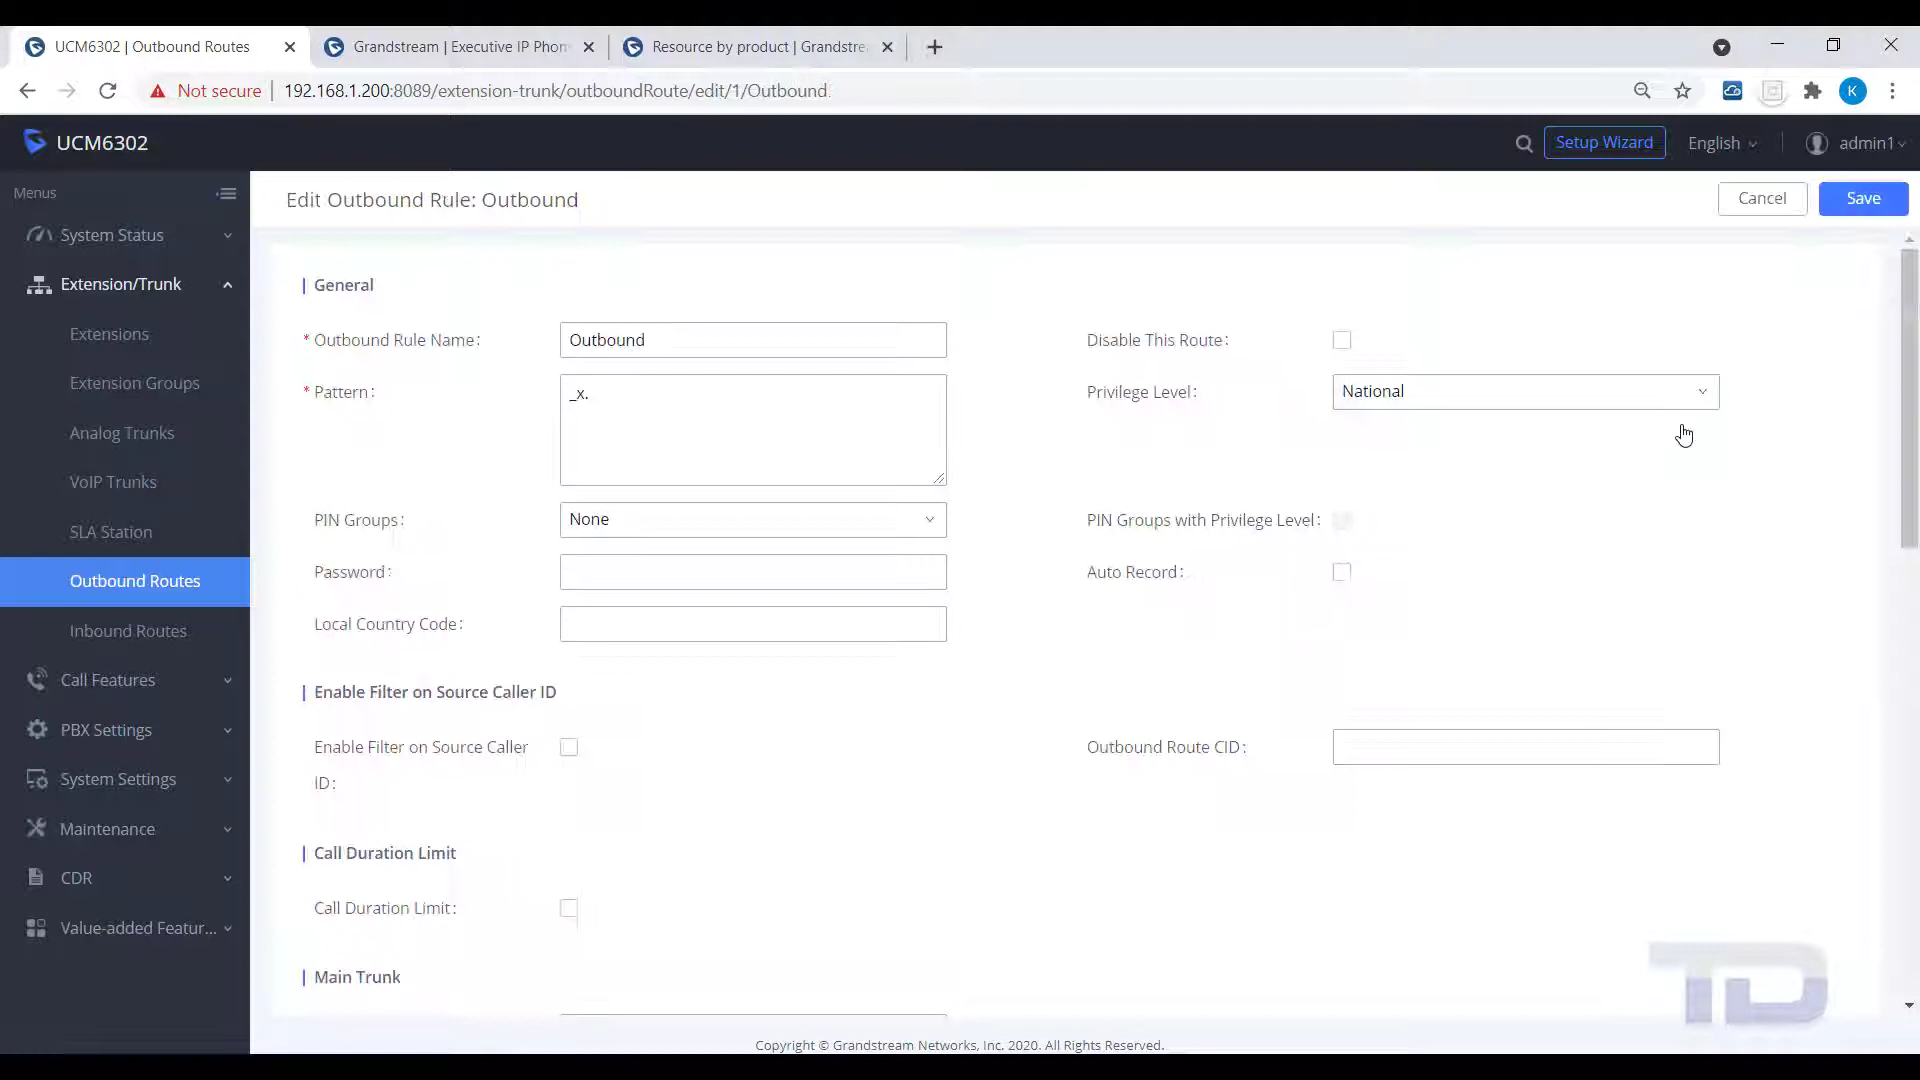 UCM6302 | Outbound Routes
Grandstream | Executive IP Phon
Resource by product | Grandstre
Not secure
192.168.1.200:8089/extension-trunk/outboundRoute/edit/1/Outbound
K
UCM6302
Setup Wizard
English
admin1
Menus
System Status
Extension/Trunk
Extensions
Extension Groups
Analog Trunks
VoIP Trunks
SLA Station
Outbound Routes
Inbound Routes
Call Features
PBX Settings
System Settings
Maintenance
CDR
Value-added Featur...
Edit Outbound Rule: Outbound
Cancel
Save
General
* Outbound Rule Name:
Outbound
Disable This Route:
* Pattern:
_x.
Privilege Level:
National
PIN Groups:
None
PIN Groups with Privilege Level:
Password:
Auto Record:
Local Country Code:
Enable Filter on Source Caller ID
Enable Filter on Source Caller
ID:
Outbound Route CID:
Call Duration Limit
Call Duration Limit:
Main Trunk
TD
Copyright © Grandstream Networks, Inc. 2020. All Rights Reserved.